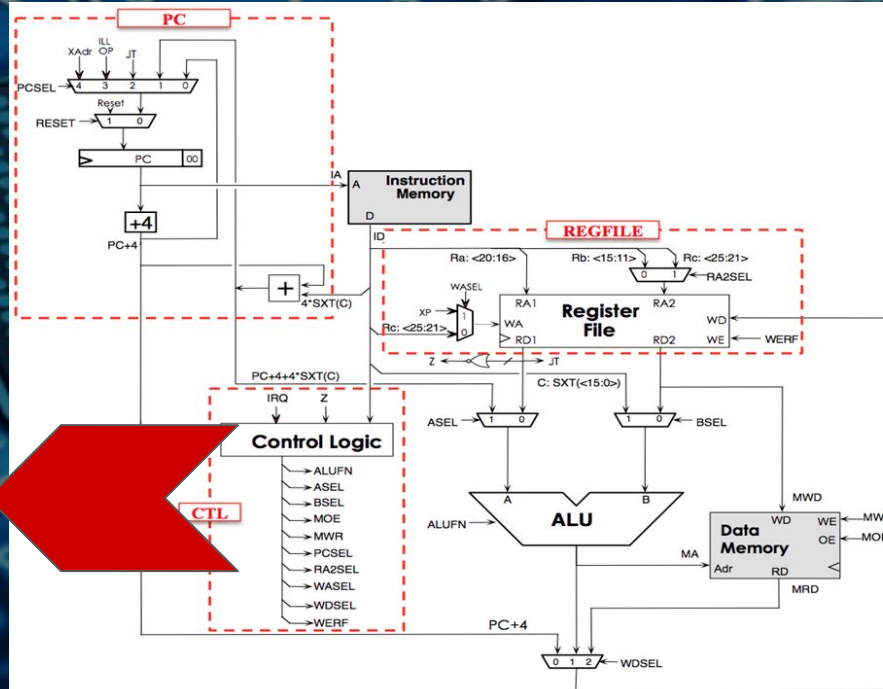 PC
XAdr
ILL
OP
JT
PCSEL
4 3 2 1 0
Reset
RESET
1 0
PC 00
+4
PC+4
IA
A
Instruction
Memory
D
ID
+
4*SXT(C)
REGFILE
Ra: <20:16>
Rb: <15:11>
Rc: <25:21>
0 1
RA2SEL
WASEL
XP
1
0
Rc: <25:21>
RA1
RA2
WA
Register
File
WD
WE
WERF
RD1
RD2
Z
JT
PC+4+4*SXT(C)
C: SXT(<15:0>)
IRQ
Z
Control Logic
ASEL
1 0
1 0
BSEL
ALUFN
ASEL
BSEL
MOE
MWR
PCSEL
RA2SEL
WASEL
WDSEL
WERF
CTL
A
B
ALUFN
ALU
MWD
WD
WE
MW
OE
Data
Memory
MA
Adr
RD
MRD
PC+4
0 1 2
WDSEL